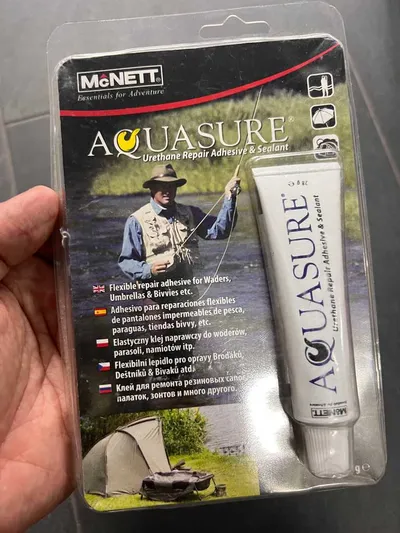 McNETT
Essentials for Adventure
AQUASURE®
Urethane Repair Adhesive & Sealant
Flexible repair adhesive for Waders,
Umbrellas & Bivvies etc.
Adhesivo para reparaciones flexibles
de pantalones impermeables de pesca,
paraguas, tiendas bivvy, etc.
Elastyczny klej naprawczy do woderów,
parasoli, namiotów itp.
Flexibilní lepidlo pro opravy Brodáků,
Deštníků & Bivaků atd.
Клей для ремонта резиновых сапог,
палаток, зонтов и много другого.
AQUASURE®
Urethane Repair Adhesive & Sealant
McNETT
g e